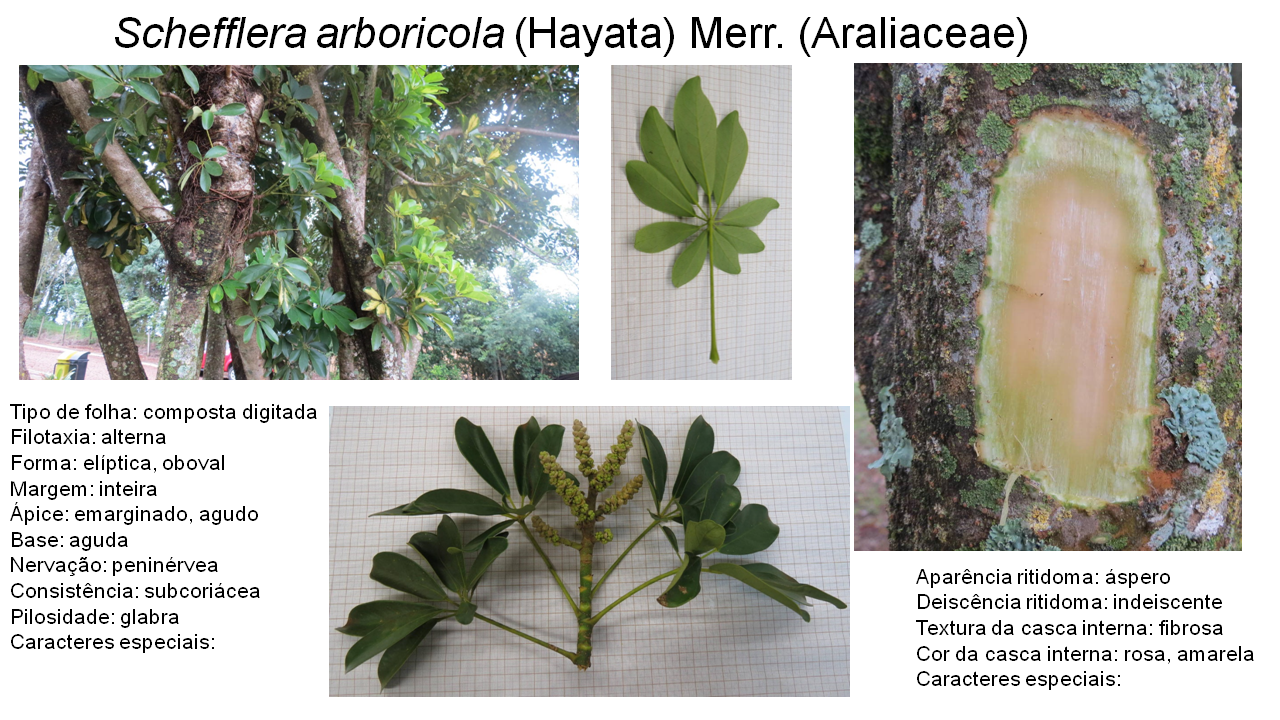 Schefflera arboricola (Hayata) Merr. (Araliaceae)
Tipo de folha: composta digitada
Filotaxia: alterna
Forma: elíptica, oboval
Margem: inteira
Ápice: emarginado, agudo
Base: aguda
Nervação: peninérvea
Consistência: subcoriácea
Pilosidade: glabra
Caracteres especiais:
Aparência ritidoma: áspero
Deiscência ritidoma: indeiscente
Textura da casca interna: fibrosa
Cor da casca interna: rosa, amarela
Caracteres especiais: